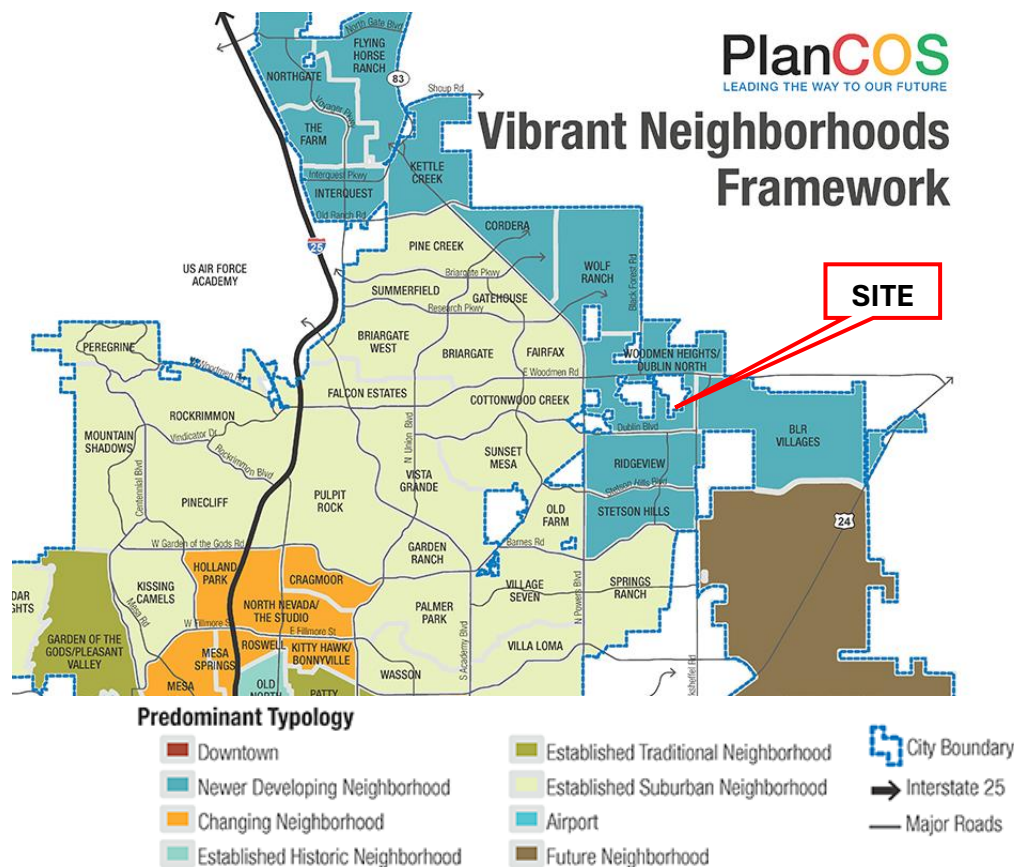 PlanCOS
LEADING THE WAY TO OUR FUTURE
Vibrant Neighborhoods
Framework
SITE
North Gate Blvd
FLYING
HORSE
RANCH
NORTHGATE
83
Shoup Rd
Voyager Pkwy
THE
FARM
KETTLE
CREEK
Interquest Pkwy
INTERQUEST
Old Ranch Rd
CORDERA
25
PINE CREEK
US AIR FORCE
ACADEMY
Briargate Pkwy
WOLF
RANCH
Black Forest Rd
SUMMERFIELD
GATEHOUSE
Research Pkwy
BRIARGATE
WEST
BRIARGATE
FAIRFAX
WOODMEN HEIGHTS/
DUBLIN NORTH
PEREGRINE
W Woodmen Rd
E Woodmen Rd
FALCON ESTATES
COTTONWOOD CREEK
ROCKRIMMON
Vindicator Dr
MOUNTAIN
SHADOWS
Rockrimmon Blvd
Centennial Blvd
N Union Blvd
Dublin Blvd
BLR
VILLAGES
SUNSET
MESA
RIDGEVIEW
VISTA
GRANDE
PINECLIFF
PULPIT
ROCK
Stetson Hills Blvd
STETSON HILLS
OLD
FARM
24
W Garden of the Gods Rd
Barnes Rd
GARDEN
RANCH
HOLLAND
PARK
CRAGMOOR
KISSING
CAMELS
VILLAGE
SEVEN
SPRINGS
RANCH
N Powers Blvd
DAR
GHTS
Mesa Rd
NORTH NEVADA/
THE STUDIO
PALMER
PARK
W Fillmore St
E Fillmore St
GARDEN OF THE
GODS/PLEASANT
VALLEY
MESA
SPRINGS
ROSWELL
KITTY HAWK/
BONNYVILLE
S Academy Blvd
VILLA LOMA
WASON
MESA
OLD
NORTH
PATTY
ksheffel Rd
Predominant Typology
Downtown
Newer Developing Neighborhood
Changing Neighborhood
Established Historic Neighborhood
Established Traditional Neighborhood
Established Suburban Neighborhood
Airport
Future Neighborhood
City Boundary
Interstate 25
Major Roads